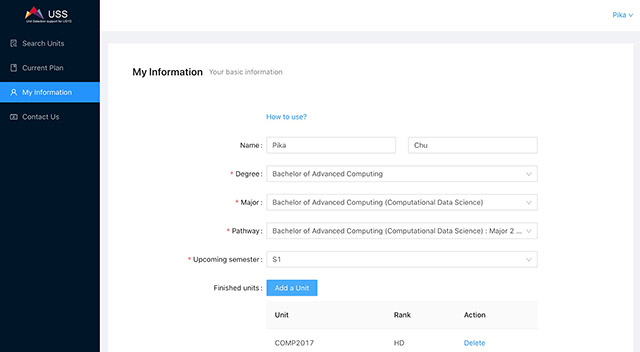 USS
Unit Selection support for USYD
Pika
Search Units
Current Plan
My Information
Contact Us
My Information Your basic information
How to use?
Name : Pika Chu
* Degree : Bachelor of Advanced Computing
* Major : Bachelor of Advanced Computing (Computational Data Science)
* Pathway : Bachelor of Advanced Computing (Computational Data Science) : Major 2 ...
* Upcoming semester : S1
Finished units : Add a Unit
Unit Rank Action
COMP2017 HD Delete